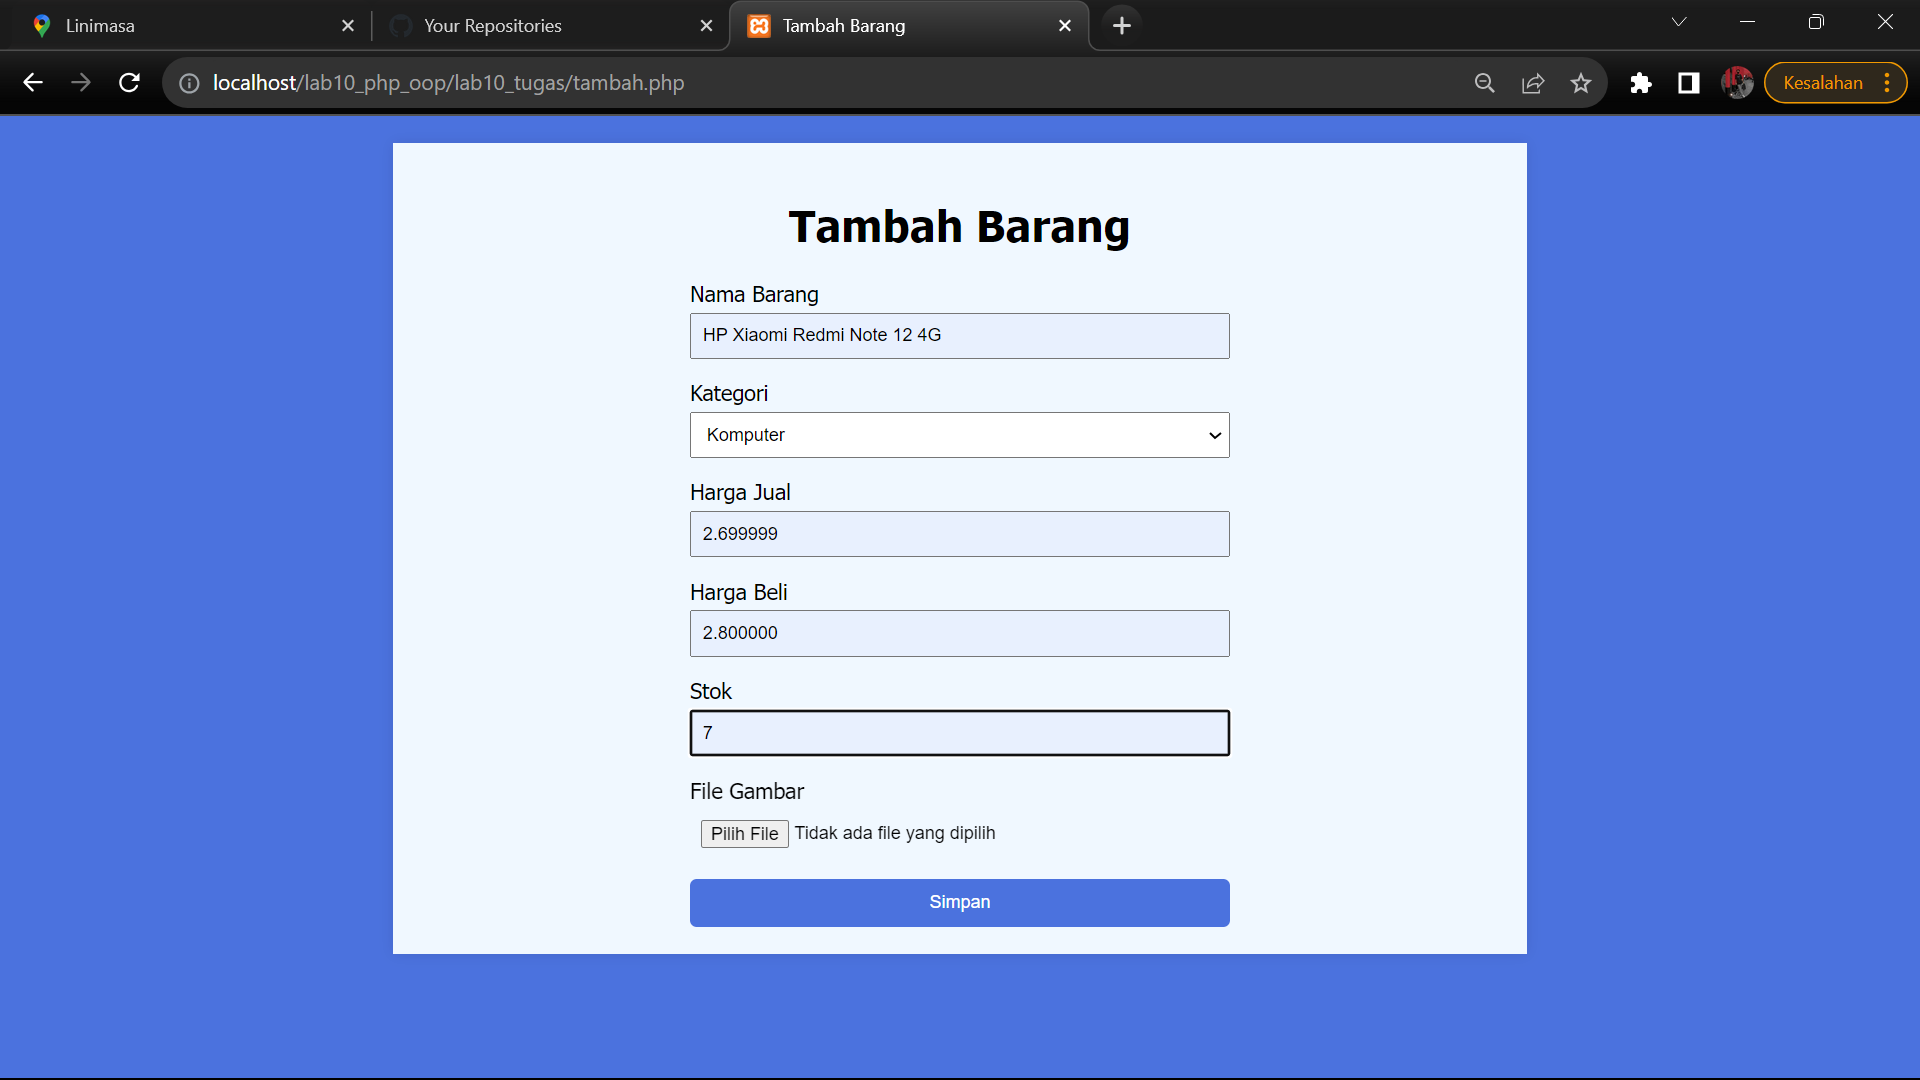 Linimasa
Your Repositories
Tambah Barang
localhost/lab10_php_oop/lab10_tugas/tambah.php
Kesalahan
Tambah Barang
Nama Barang
HP Xiaomi Redmi Note 12 4G
Kategori
Komputer
Harga Jual
2.699999
Harga Beli
2.800000
Stok
7
File Gambar
Pilih File Tidak ada file yang dipilih
Simpan